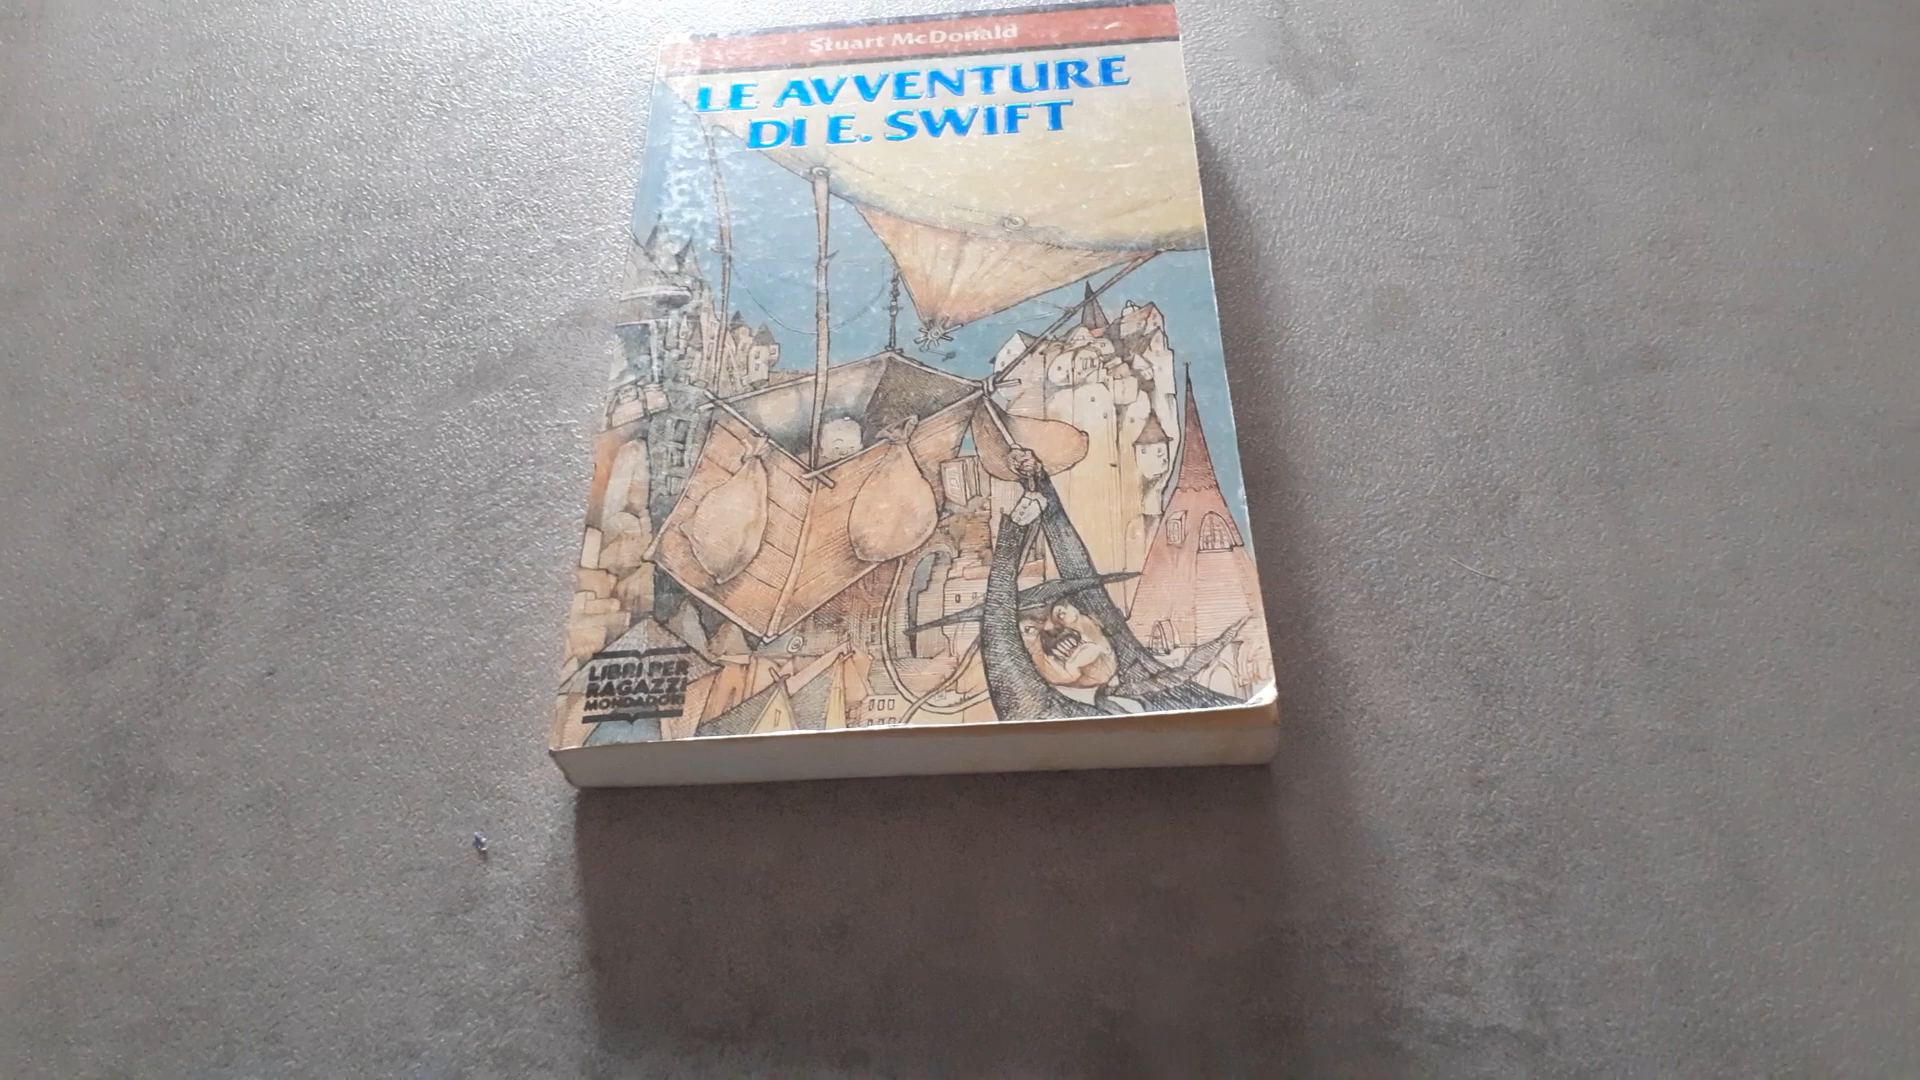 Stuart McDonald
LE AVVENTURE
DI E. SWIFT
LIBRI PER
RAGAZZI
MONDADORI